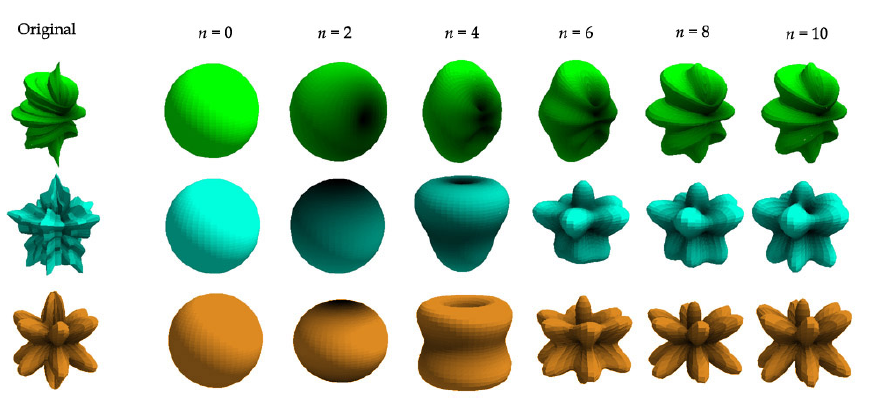 Original n = 0 n = 2 n = 4 n = 6 n = 8 n = 10